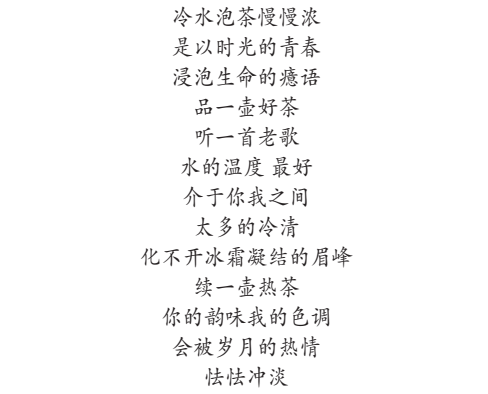 冷水泡茶慢慢浓
是以时光的青春
浸泡生命的癔语
品一壶好茶
听一首老歌
水的温度 最好
介于你我之间
太多的冷清
化不开冰霜凝结的眉峰
续一壶热茶
你的韵味我的色调
会被岁月的热情
怯怯冲淡